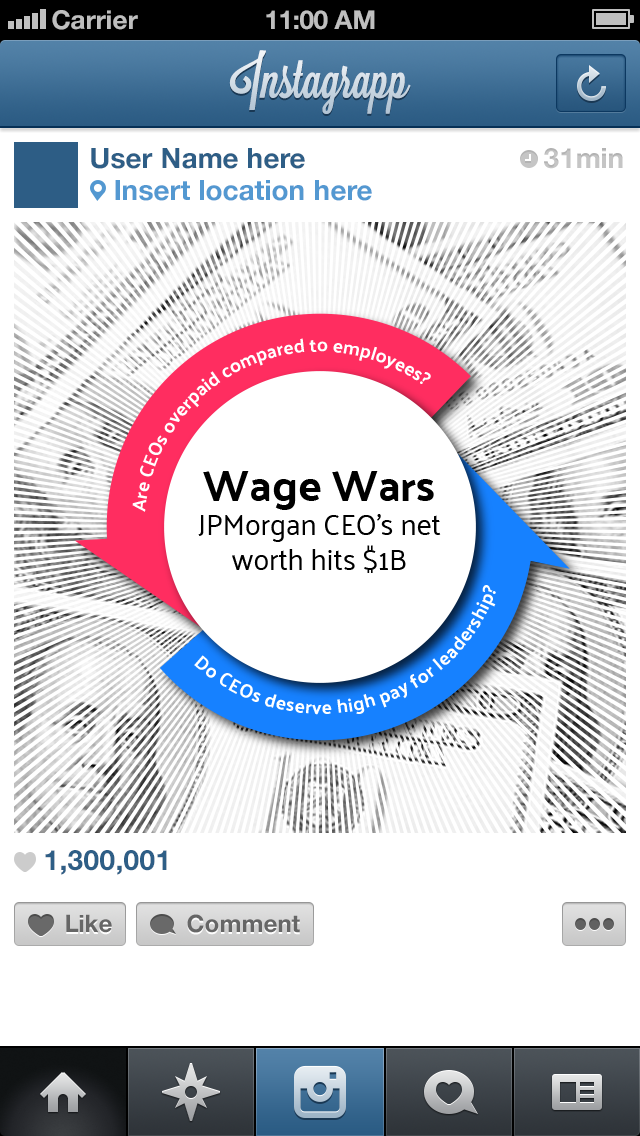 Carrier
11:00 AM
Instagrapp
User Name here
31min
Insert location here
Are CEOs overpaid compared to employees?
Wage Wars
JPMorgan CEO's net
worth hits $1B
Do CEOs deserve high pay for leadership?
1,300,001
Like
Comment